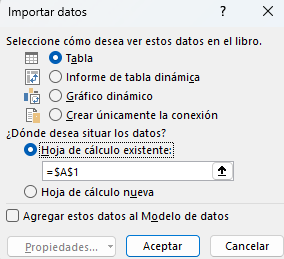 Importar datos
?
×
Seleccione cómo desea ver estos datos en el libro.
Tabla
Informe de tabla dinámica
Gráfico dinámico
Crear únicamente la conexión
¿Dónde desea situar los datos?
Hoja de cálculo existente:
=$A$1
Hoja de cálculo nueva
Agregar estos datos al Modelo de datos
Propiedades...
Aceptar
Cancelar